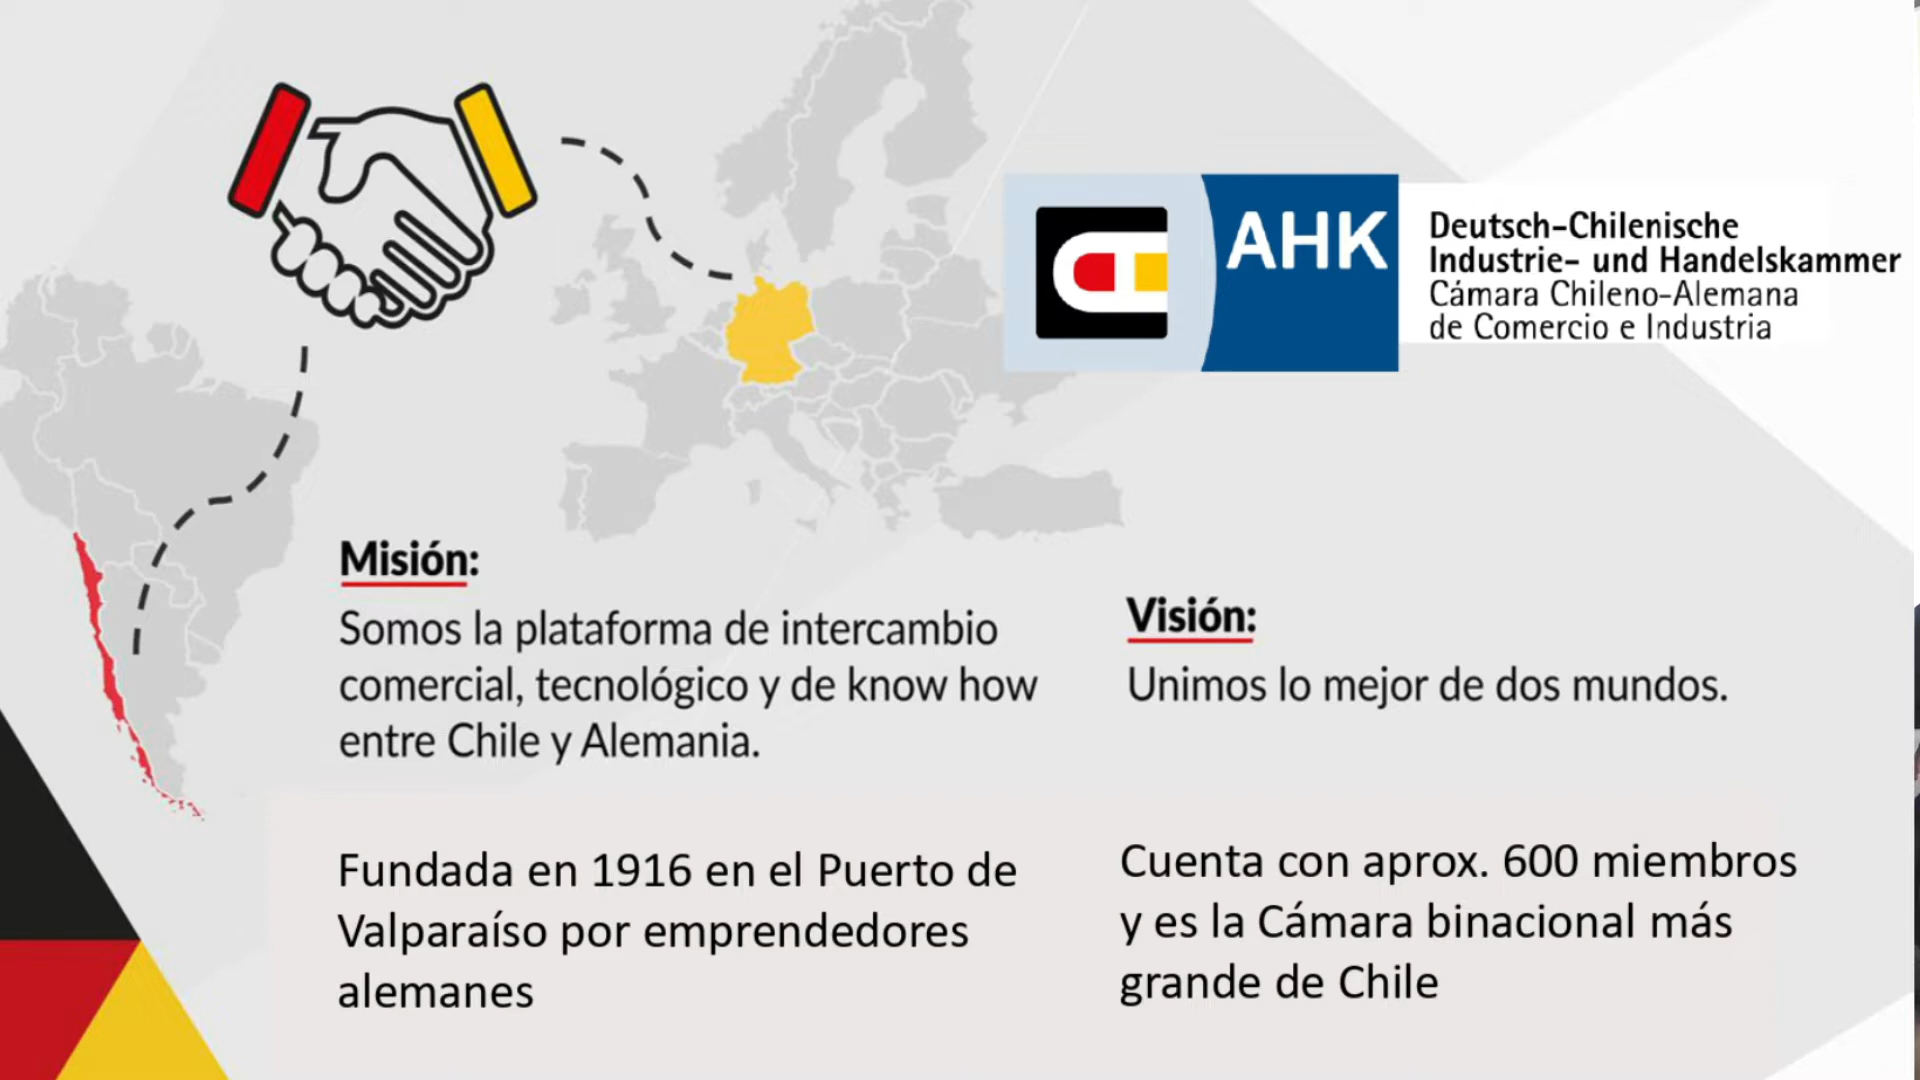 AHK
Deutsch-Chilenische
Industrie- und Handelskammer
Cámara Chileno-Alemana
de Comercio e Industria
Misión:
Somos la plataforma de intercambio
comercial, tecnológico y de know how
entre Chile y Alemania.
Visión:
Unimos lo mejor de dos mundos.
Fundada en 1916 en el Puerto de
Valparaíso por emprendedores
alemanes
Cuenta con aprox. 600 miembros
y es la Cámara binacional más
grande de Chile